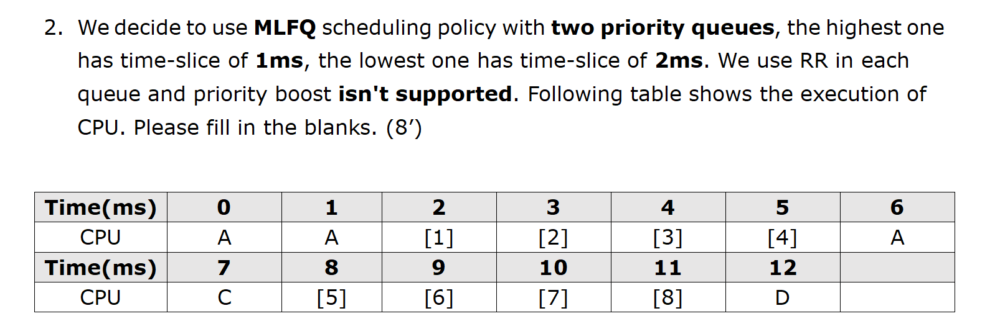 2. We decide to use MLFQ scheduling policy with two priority queues, the highest one
has time-slice of 1ms, the lowest one has time-slice of 2ms. We use RR in each
queue and priority boost isn't supported. Following table shows the execution of
CPU. Please fill in the blanks. (8’)
Time(ms) 0 1 2 3 4 5 6
CPU A A [1] [2] [3] [4] A
Time(ms) 7 8 9 10 11 12
CPU C [5] [6] [7] [8] D